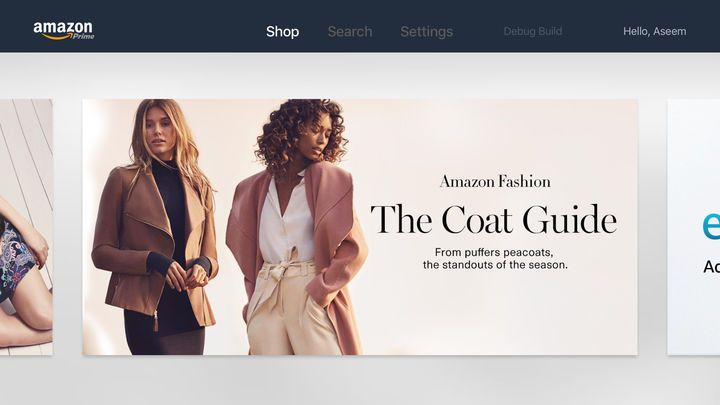 amazon
Prime
Shop
Search
Settings
Debug Build
Hello, Aseem
Amazon Fashion
The Coat Guide
From puffers peacoats,
the standouts of the season.